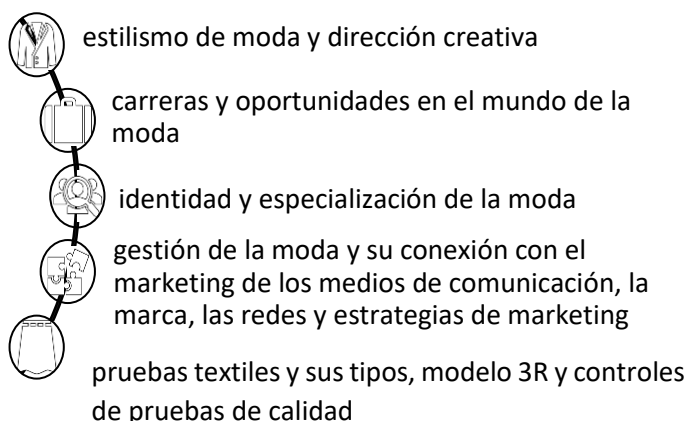 estilismo de moda y dirección creativa
carreras y oportunidades en el mundo de la
moda
identidad y especialización de la moda
gestión de la moda y su conexión con el
marketing de los medios de comunicación, la
marca, las redes y estrategias de marketing
pruebas textiles y sus tipos, modelo 3R y controles
de pruebas de calidad